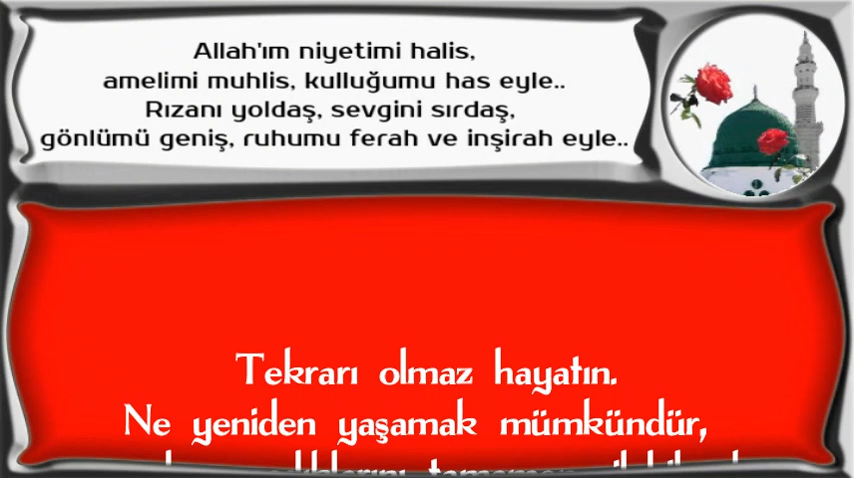 Allah'ım niyetimi halis,
amelimi muhlis, kulluğumu has eyle..
Rızanı yoldaş, sevgini sırdaş,
gönlümü geniş, ruhumu ferah ve inşirah eyle..
Tekrarı olmaz hayatın.
Ne yeniden yaşamak mümkündür,